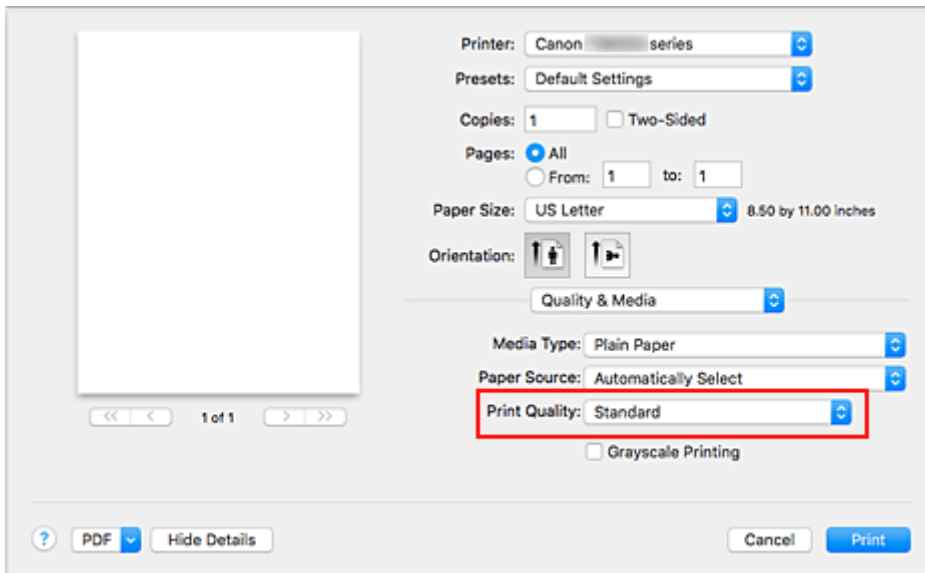 Printer: Canon series
Presets: Default Settings
Copies: 1 Two-Sided
Pages: All
From: 1 to: 1
Paper Size: US Letter 8.50 by 11.00 inches
Orientation:
Quality & Media
Media Type: Plain Paper
Paper Source: Automatically Select
Print Quality: Standard
Grayscale Printing
1 of 1
? PDF Hide Details Cancel Print